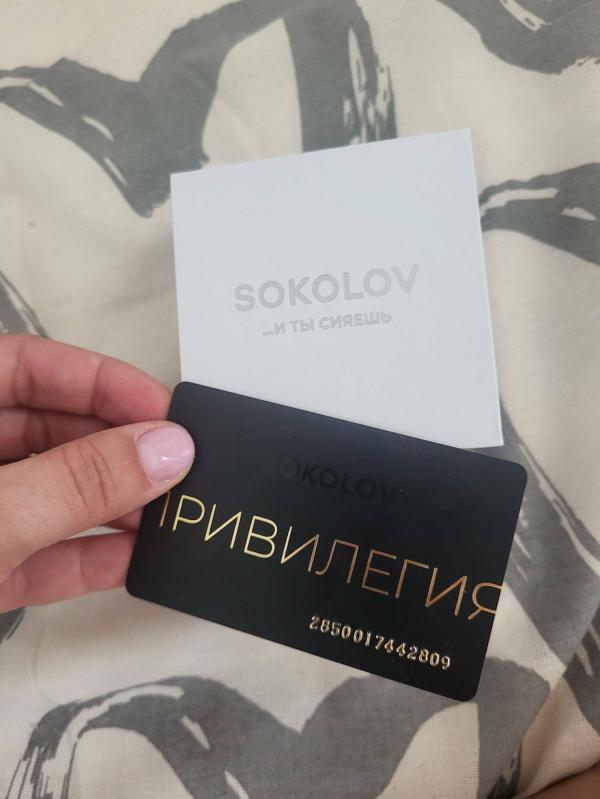 SOKOLOV
...И ТЫ СИЯЕШЬ
SOKOLOV
ПРИВИЛЕГИЯ
2850017442809